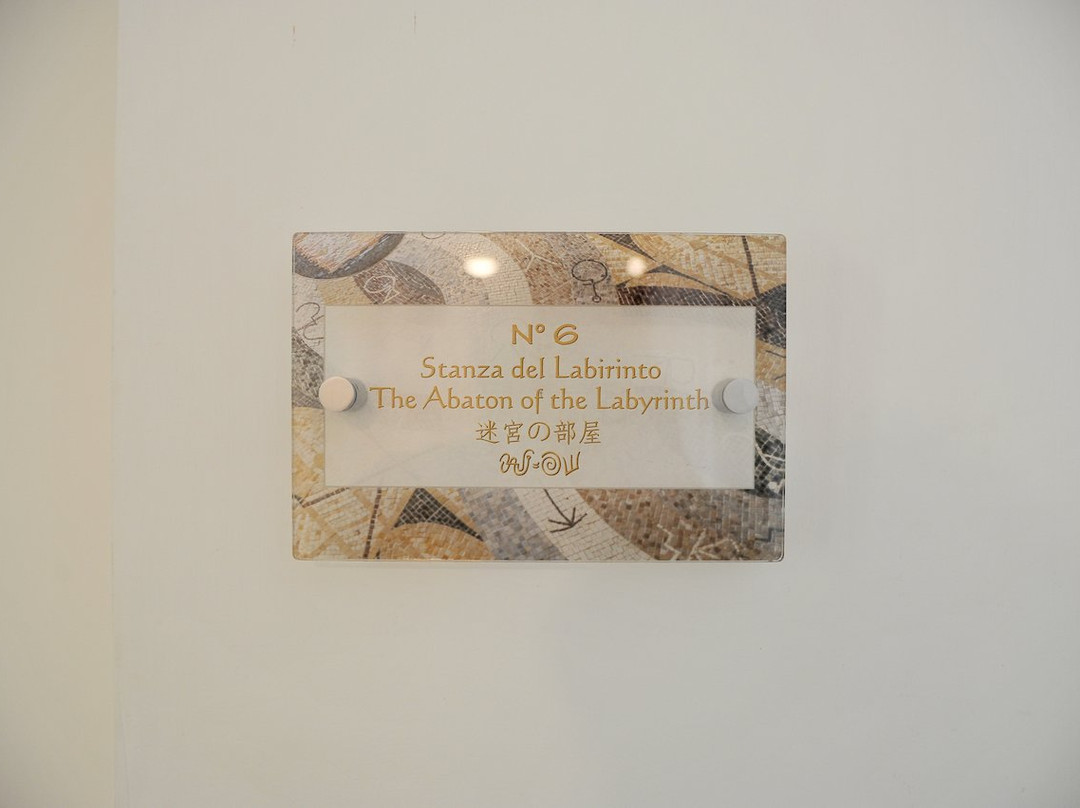 N° 6
Stanza del Labirinto
The Abaton of the Labyrinth
迷宮の部屋